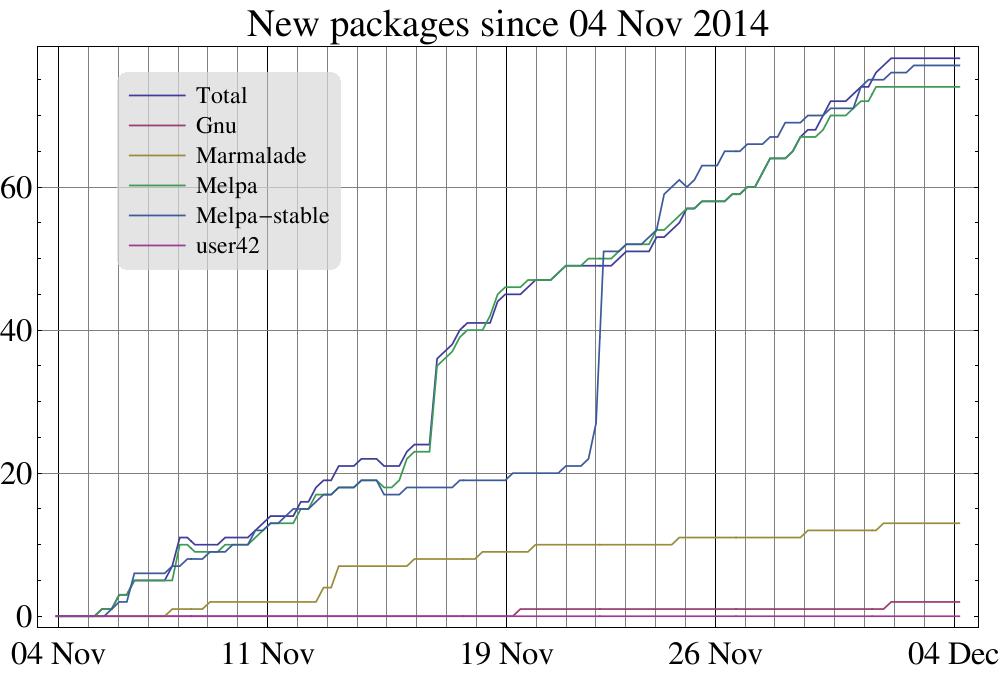 New packages since 04 Nov 2014
Total
Gnu
Marmalade
Melpa
Melpa−stable
user42
60
40
20
0
04 Nov 11 Nov 19 Nov 26 Nov 04 Dec